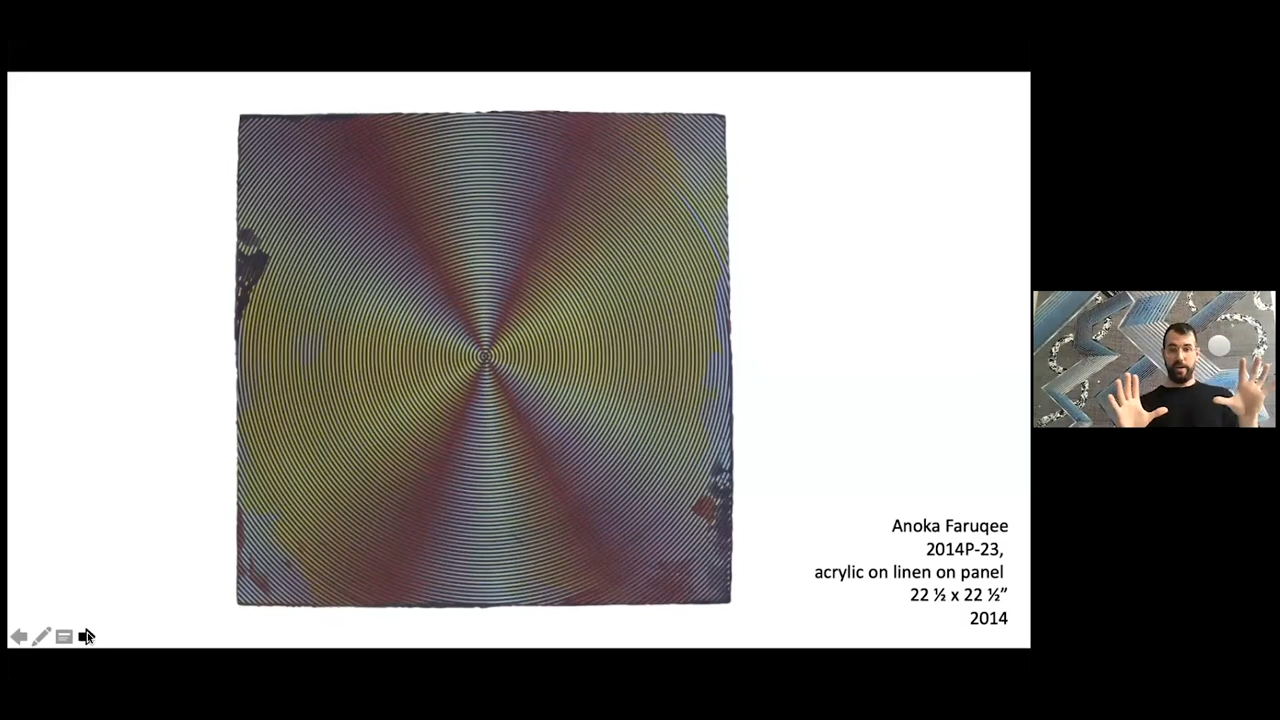 Anoka Faruqee
2014P-23,
acrylic on linen on panel
22 ½ x 22 ½”
2014